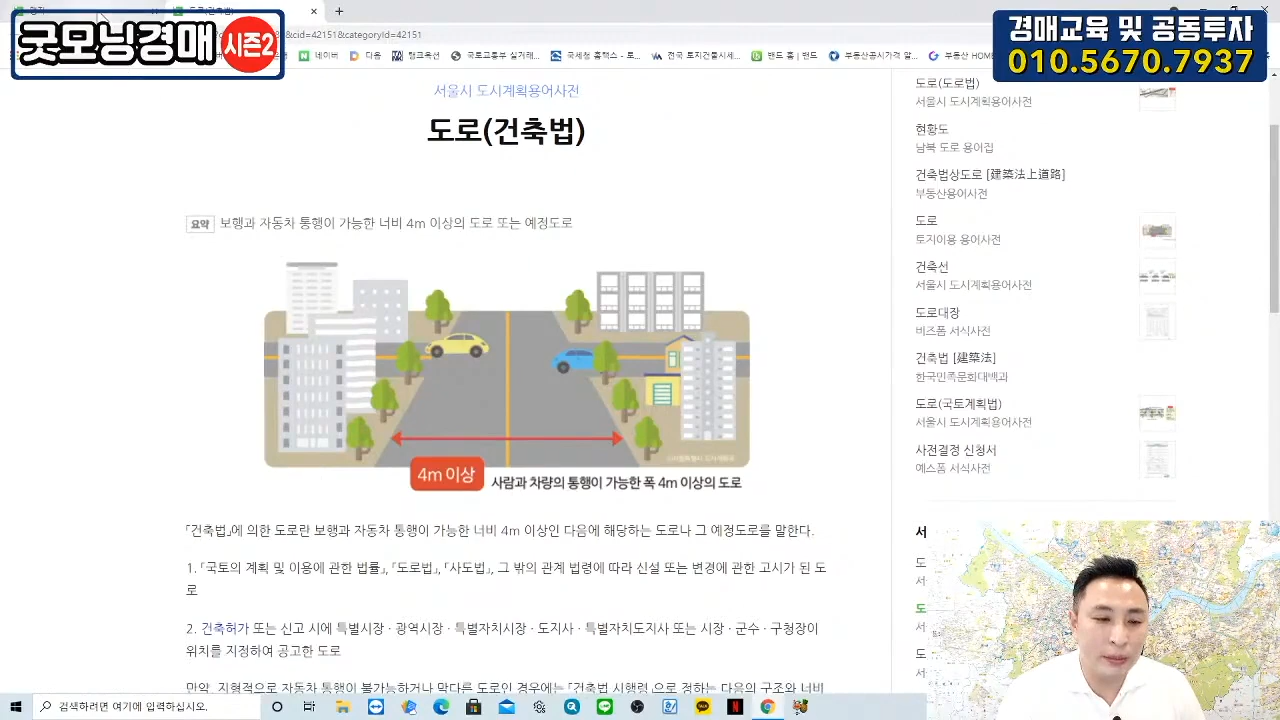 굿모닝경매 시즌2
경매교육 및 공동투자
010.5670.7937
cid=42151&category
2151
네이버
다음
서울시 도시계획용어사전
도로(건축법)
요약 보행과 자동차 통행이 가능한 너비 4m 이상의 도로 또는 예정도로
4m 이상
사람과 차량의 통행이 가능한 폭 4m 이상의 도로
「건축법」에 의한 도로란 보행과 자동차 통행이 가능한 너비 4m 이상인 다음에 해당하는 도로나 그 예정도로를 말한다.
1. 「국토의 계획 및 이용에 관한 법률」, 「도로법」, 「사도법」, 그 밖의 관계 법령에 따라 신설 또는 변경에 관한 고시가 된 도
로
2. 건축허가 또는 신고 시에 특별시장 · 광역시장 · 특별자치시장 · 도지사 · 특별자치도지사 또는 시장 · 군수 · 구청장이
위치를 지정하여 공고한 도로
도로(도로법)
서울시 도시계획용어사전
현황도
남북 도로 용어집
건축법상도로 [建築法上道路]
부동산용어사전
도로
토지이용 용어사전
건축선
서울시 도시계획용어사전
도로대장
비즈폼 서식사전
건축법 [建築法]
한국민족문화대백과
도로(국토계획법)
서울시 도시계획용어사전
사전결정 신청서
예스폼 서식사전
서
도
서
도
도
검색하려면 여기에 입력하십시오.